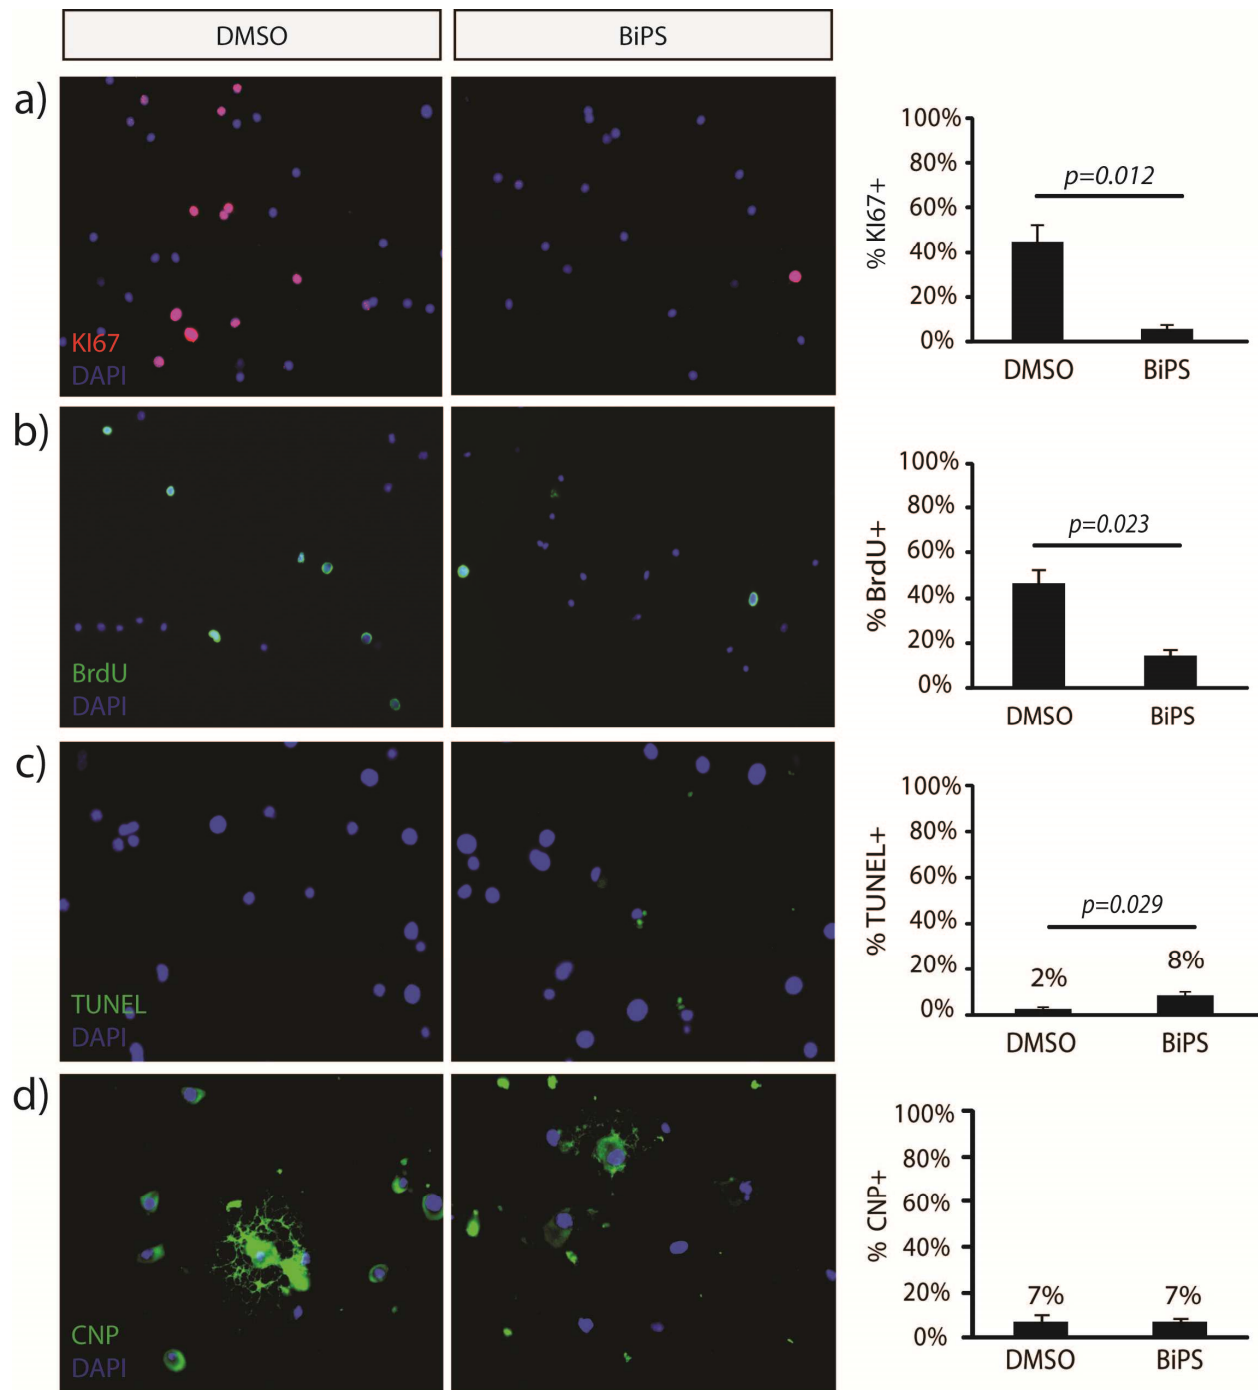 DMSO
BiPS
a)
KI67
DAPI
% KI67+
100%
80%
60%
40%
20%
0%
p=0.012
DMSO
BiPS
b)
BrdU
DAPI
% BrdU+
100%
80%
60%
40%
20%
0%
p=0.023
DMSO
BiPS
c)
TUNEL
DAPI
% TUNEL+
100%
80%
60%
40%
20%
0%
p=0.029
2%
8%
DMSO
BiPS
d)
CNP
DAPI
% CNP+
100%
80%
60%
40%
20%
0%
7%
7%
DMSO
BiPS